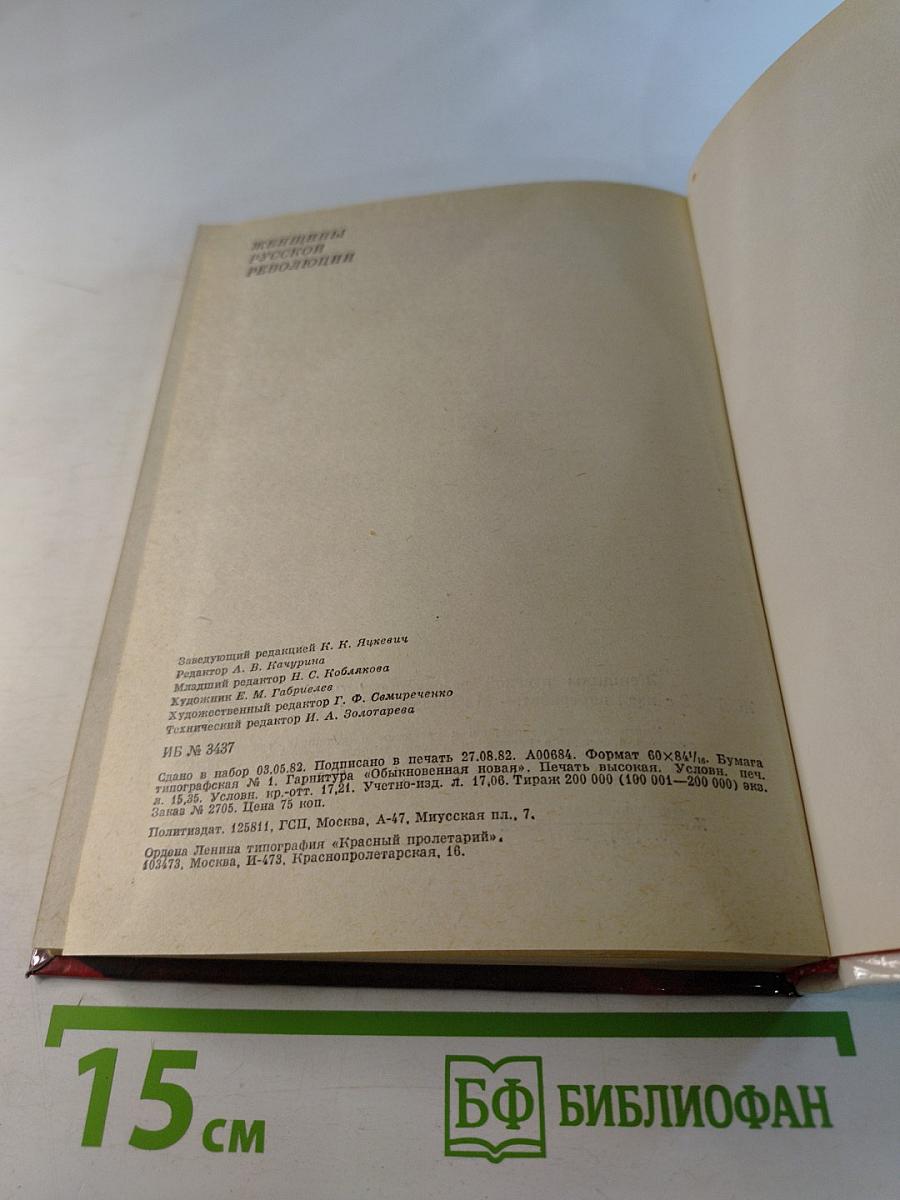 ЖЕНЩИНЫ
РУССКОЙ
РЕВОЛЮЦИИ
Заведующий редакцией К. К. Яцкевич
Редактор А. В. Качурина
Младший редактор Н. С. Коблякова
Художник Е. М. Габриелев
Художественный редактор Г. Ф. Семиреченко
Технический редактор И. А. Золотарева
ИБ № 3437
Сдано в набор 03.05.82. Подписано в печать 27.08.82. А00684. Формат 60×84¹/₁₆. Бумага
типографская № 1. Гарнитура «Обыкновенная новая». Печать высокая. Условн. печ.
л. 15,35. Условн. кр.-отт. 17,21. Учетно-изд. л. 17,06. Тираж 200 000 (100 001—200 000) экз.
Заказ № 2705. Цена 75 коп.
Политиздат. 125811, ГСП, Москва, А-47, Миусская пл., 7.
Ордена Ленина типография «Красный пролетарий».
103473, Москва, И-473, Краснопролетарская, 16.
15 см
БФ БИБЛИОФАН